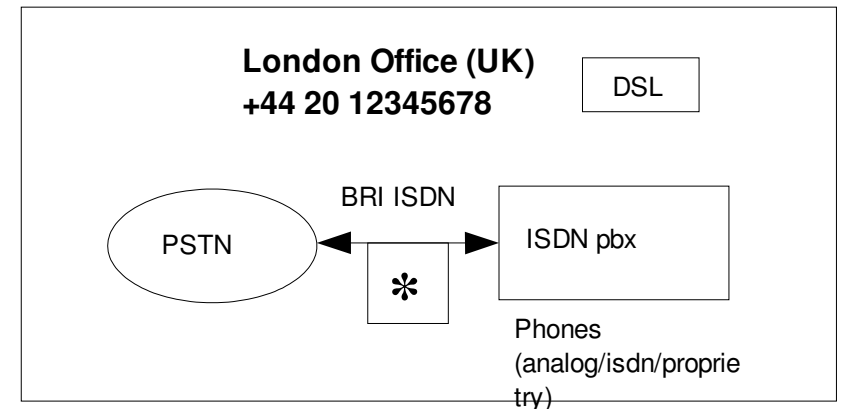 London Office (UK)
+44 20 12345678
DSL
BRI ISDN
PSTN
ISDN pbx
*
Phones
(analog/isdn/proprie
try)